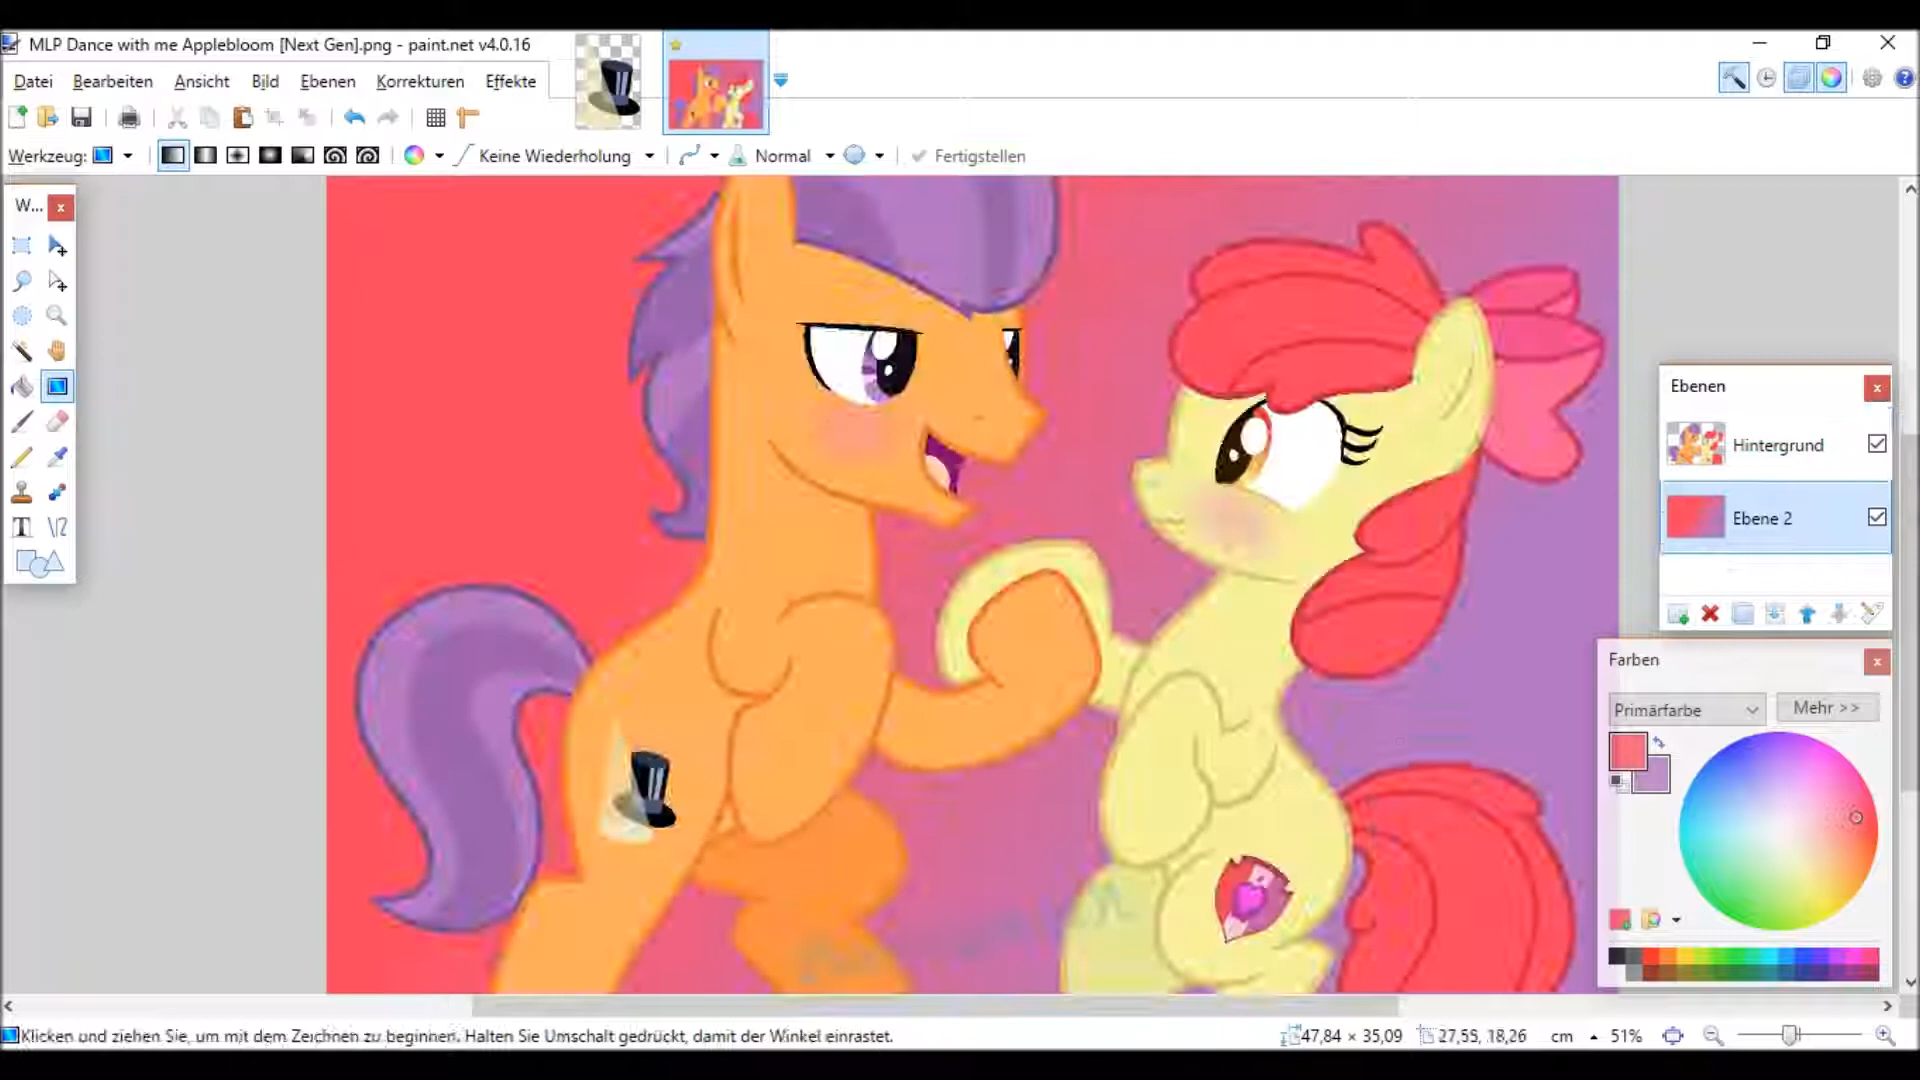 MLP Dance with me Applebloom [Next Gen].png - paint.net v4.0.16
Datei Bearbeiten Ansicht Bild Ebenen Korrekturen Effekte
Werkzeug: Keine Wiederholung Normal Fertigstellen
W...
Ebenen
Hintergrund
Ebene 2
Farben
Primärfarbe Mehr >>
Klicken und ziehen Sie, um mit dem Zeichnen zu beginnen. Halten Sie Umschalt gedrückt, damit der Winkel einrastet. 47,84 × 35,09 27,55, 18,26 cm 51%